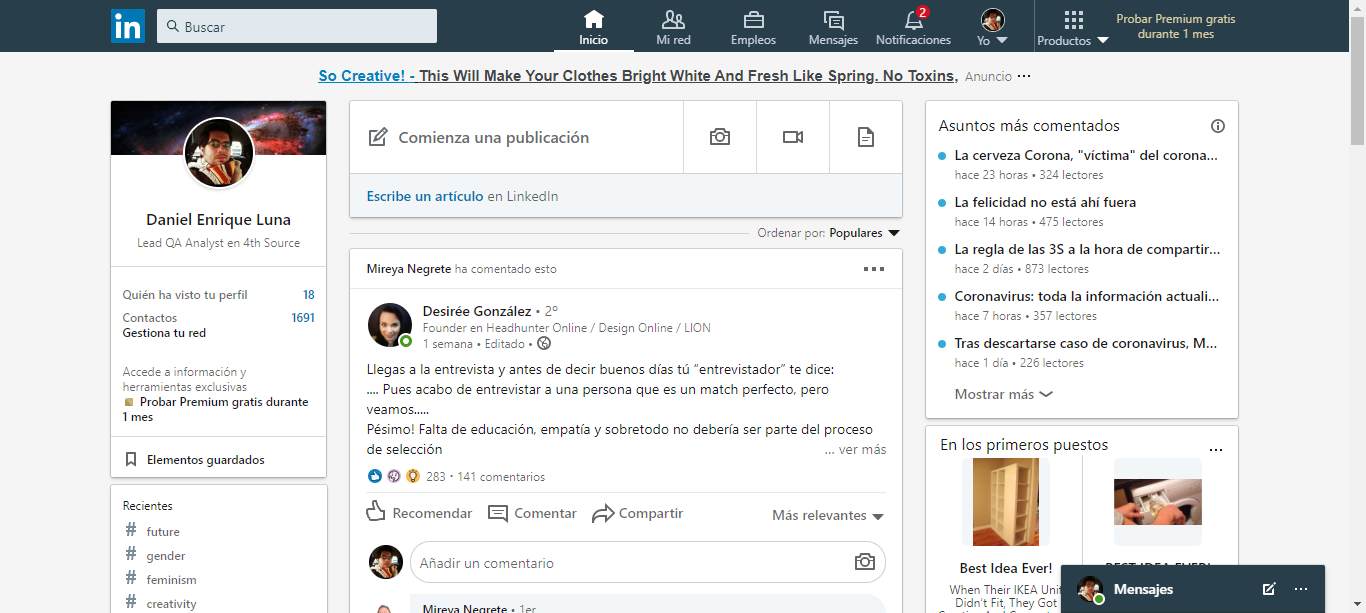 in
Buscar
Inicio
Mi red
Empleos
Mensajes
2
Notificaciones
Yo
Productos
Probar Premium gratis
durante 1 mes
So Creative! - This Will Make Your Clothes Bright White And Fresh Like Spring. No Toxins, Anuncio ...
Daniel Enrique Luna
Lead QA Analyst en 4th Source
Quién ha visto tu perfil 18
Contactos 1691
Gestiona tu red
Accede a información y
herramientas exclusivas
Probar Premium gratis durante
1 mes
Elementos guardados
Recientes
# future
# gender
# feminism
# creativity
Comienza una publicación
Escribe un artículo en LinkedIn
Ordenar por: Populares
Mireya Negrete ha comentado esto
Desirée González • 2º
Founder en Headhunter Online / Design Online / LION
1 semana • Editado •
Llegas a la entrevista y antes de decir buenos días tú “entrevistador” te dice:
.... Pues acabo de entrevistar a una persona que es un match perfecto, pero
veamos.....
Pésimo! Falta de educación, empatía y sobretodo no debería ser parte del proceso
de selección
... ver más
283 • 141 comentarios
Recomendar
Comentar
Compartir
Más relevantes
Añadir un comentario
Mireya Negrete • 1er
Asuntos más comentados
La cerveza Corona, "víctima" del corona...
hace 23 horas • 324 lectores
La felicidad no está ahí fuera
hace 14 horas • 475 lectores
La regla de las 3S a la hora de compartir...
hace 2 días • 873 lectores
Coronavirus: toda la información actuali...
hace 7 horas • 357 lectores
Tras descartarse caso de coronavirus, M...
hace 1 día • 226 lectores
Mostrar más
En los primeros puestos
...
Best Idea Ever!
When Their IKEA Unit
Didn't Fit, They Got
BEST IDEA EVER!
Mensajes
...